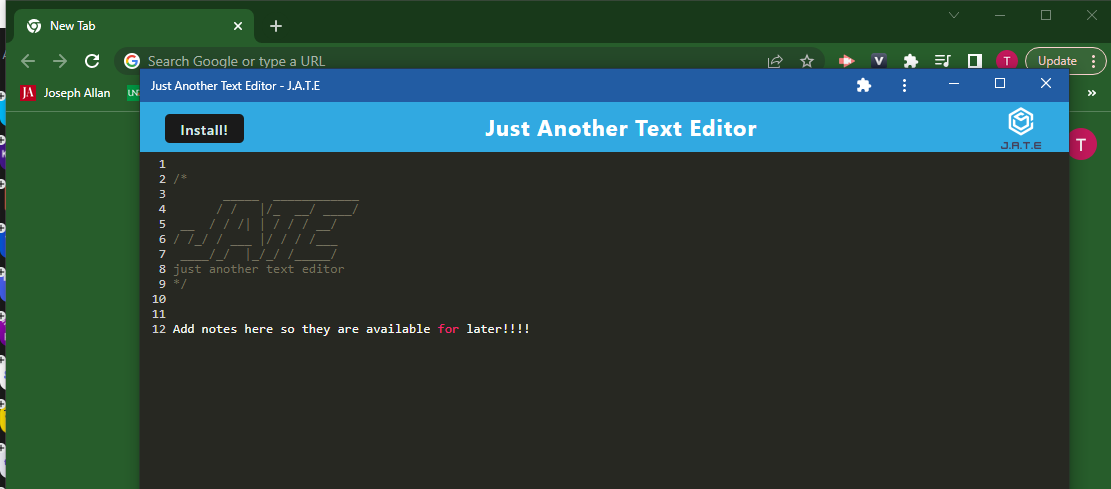 New Tab
Search Google or type a URL
T
Update
JA Joseph Allan
Just Another Text Editor - J.A.T.E
Install!
Just Another Text Editor
J.A.T.E
T
1
2 /*
3        _____  ____________
4       / /   |/_  __/ ____/
5  __  / / /| | / / / __/
6 / /_/ / ___ |/ / / /___
7  ____/_/  |_/_/ /_____/
8 just another text editor
9 */
10
11
12 Add notes here so they are available for later!!!!